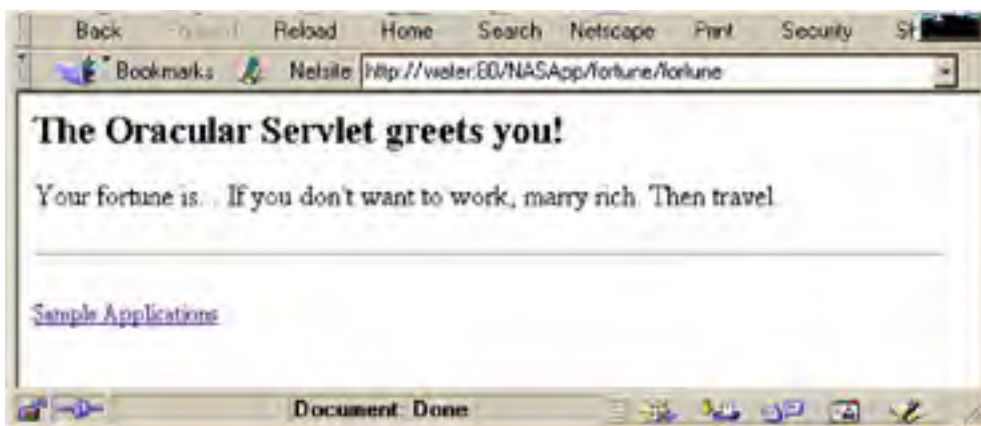 Back Reload Home Search Netscape Print Security
Bookmarks Netsite http://water:80/NASApp/fortune/fortune
The Oracular Servlet greets you!
Your fortune is... If you don't want to work, marry rich. Then travel.
Sample Applications
Document: Done